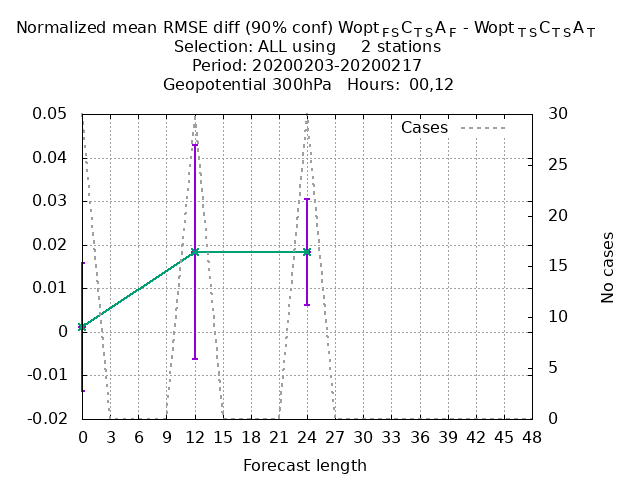 Normalized mean RMSE diff (90% conf) Wopt FS C TS A F - Wopt TS C TS A T
Selection: ALL using 2 stations
Period: 20200203-20200217
Geopotential 300hPa Hours: 00,12
Cases
0.05
0.04
0.03
0.02
0.01
0
-0.01
-0.02
30
25
20
15
10
5
0
No cases
0 3 6 9 12 15 18 21 24 27 30 33 36 39 42 45 48
Forecast length